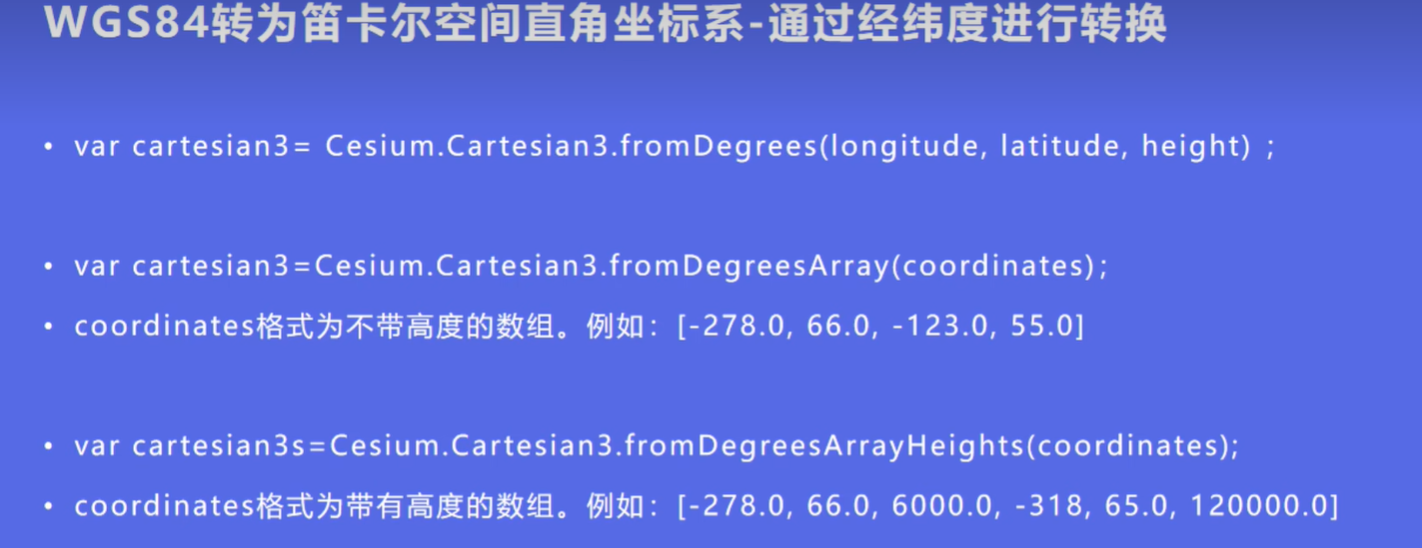 WGS84转为笛卡尔空间直角坐标系-通过经纬度进行转换
• var cartesian3= Cesium.Cartesian3.fromDegrees(longitude, latitude, height) ;
• var cartesian3=Cesium.Cartesian3.fromDegreesArray(coordinates);
• coordinates格式为不带高度的数组。例如：[-278.0, 66.0, -123.0, 55.0]
• var cartesian3s=Cesium.Cartesian3.fromDegreesArrayHeights(coordinates);
• coordinates格式为带有高度的数组。例如：[-278.0, 66.0, 6000.0, -318, 65.0, 120000.0]